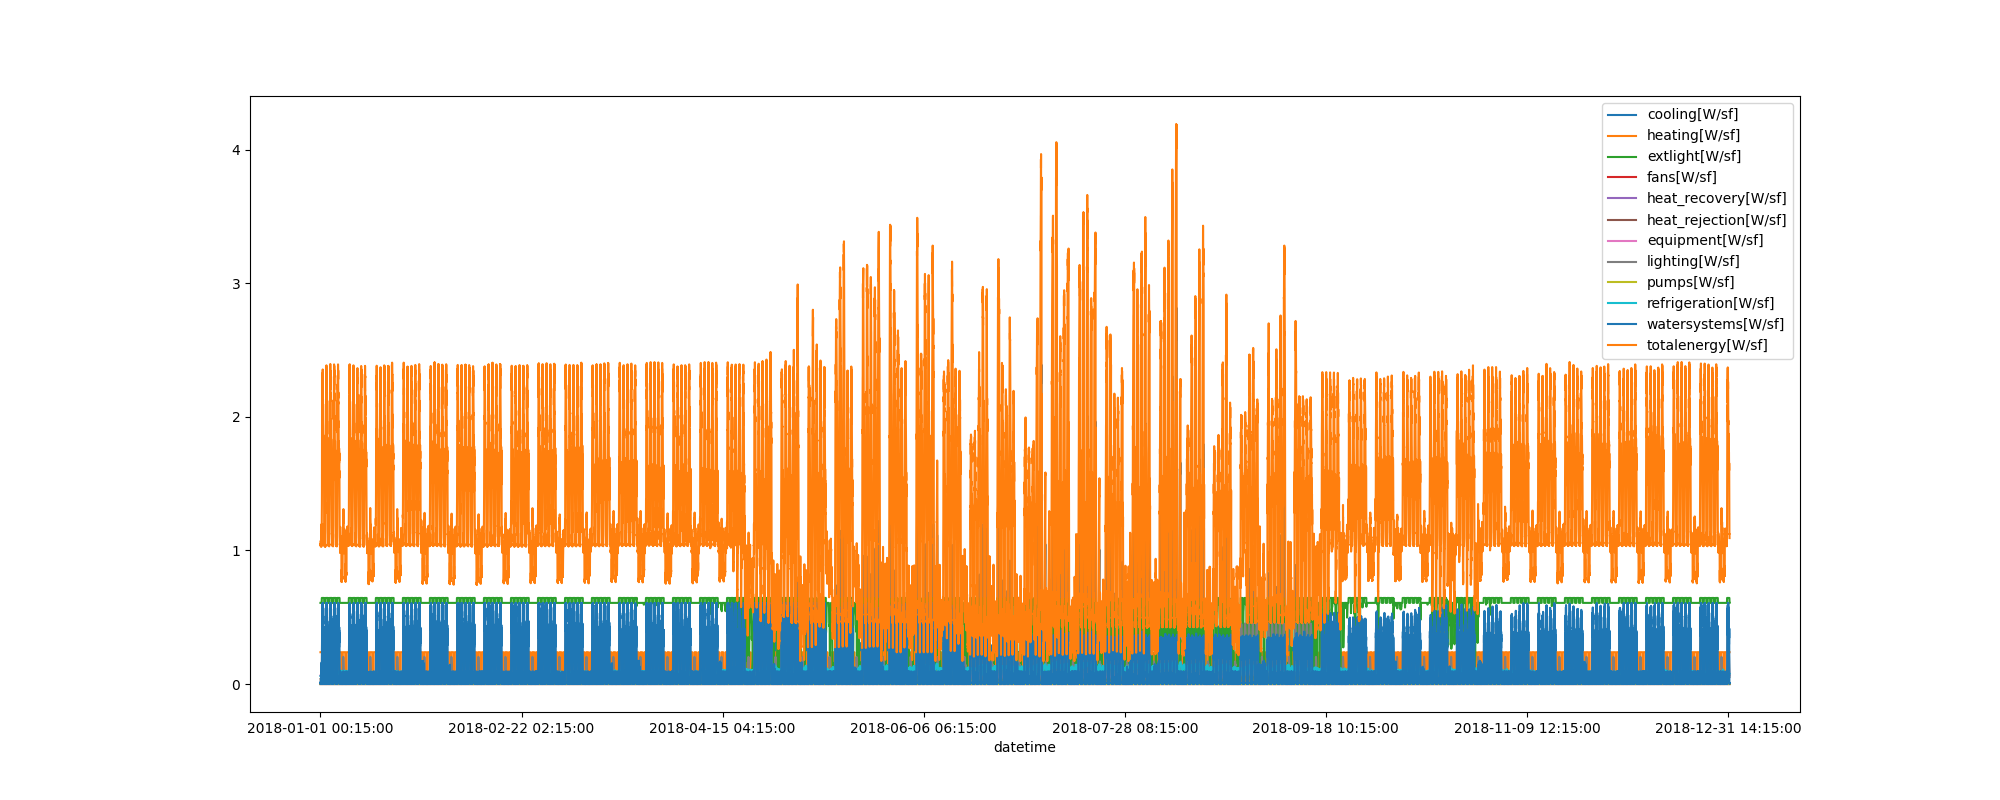 cooling[W/sf]
heating[W/sf]
extlight[W/sf]
fans[W/sf]
heat_recovery[W/sf]
heat_rejection[W/sf]
equipment[W/sf]
lighting[W/sf]
pumps[W/sf]
refrigeration[W/sf]
watersystems[W/sf]
totalenergy[W/sf]
4
3
2
1
0
2018-01-01 00:15:00 2018-02-22 02:15:00 2018-04-15 04:15:00 2018-06-06 06:15:00 2018-07-28 08:15:00 2018-09-18 10:15:00 2018-11-09 12:15:00 2018-12-31 14:15:00
datetime